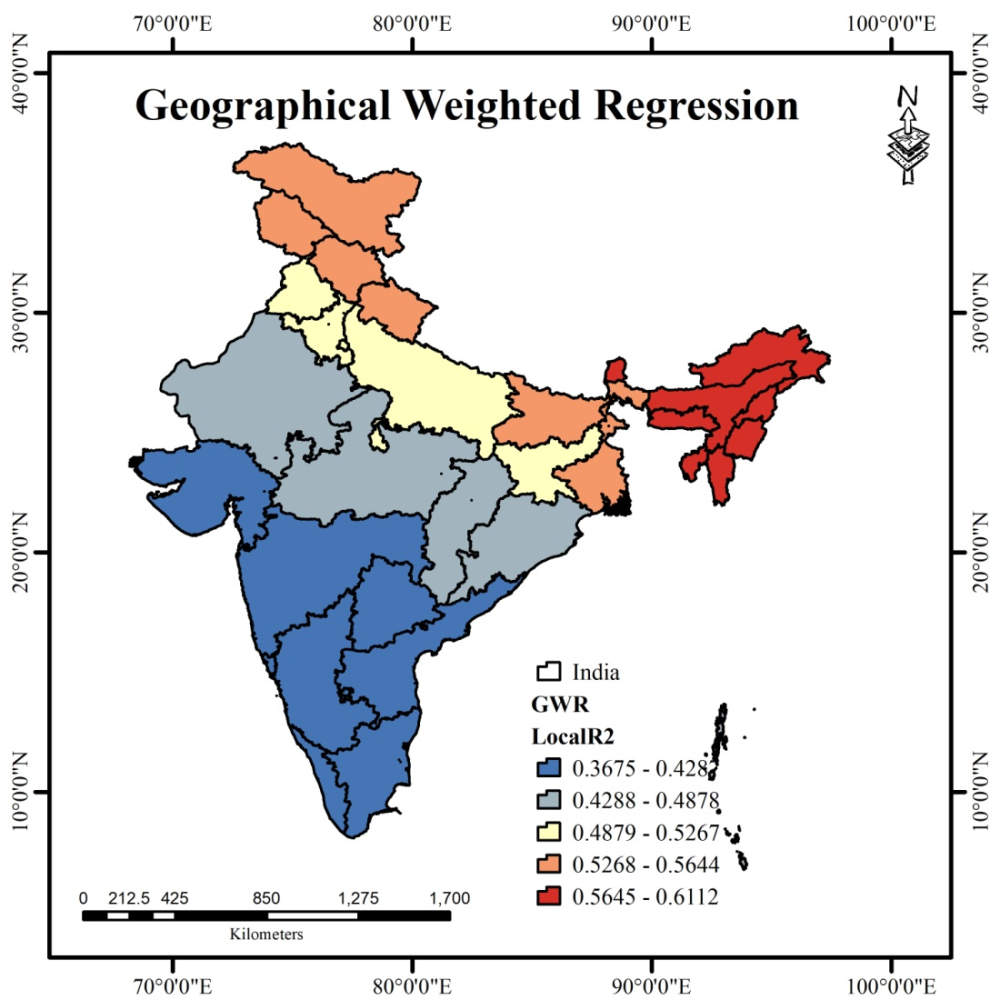 70°0'0"E 80°0'0"E 90°0'0"E 100°0'0"E
40°0'0"N 40°0'0"N
Geographical Weighted Regression
N
30°0'0"N 30°0'0"N
20°0'0"N 20°0'0"N
India
GWR
LocalR2
0.3675 - 0.428
10°0'0"N 10°0'0"N
0.4288 - 0.4878
0.4879 - 0.5267
0.5268 - 0.5644
0.5645 - 0.6112
0 212.5 425 850 1,275 1,700
Kilometers
70°0'0"E 80°0'0"E 90°0'0"E 100°0'0"E